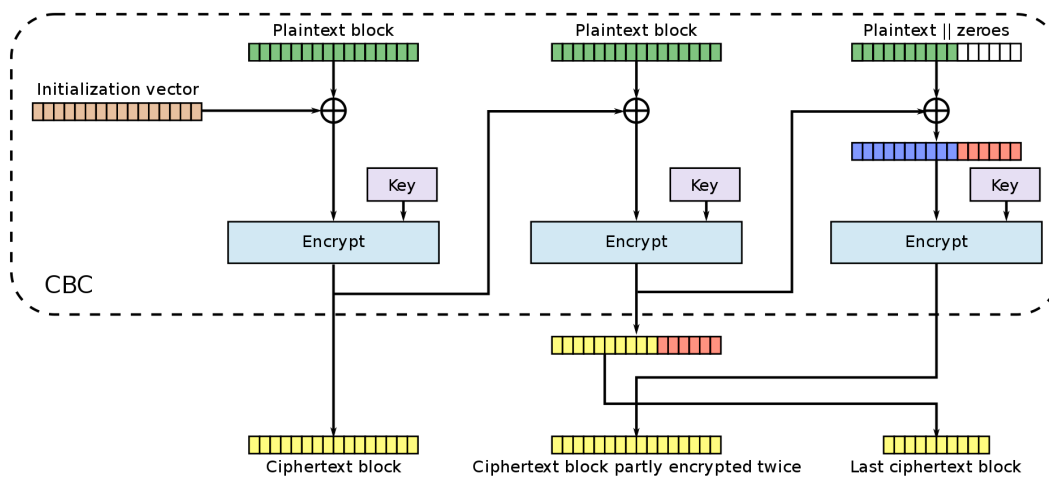 Plaintext block
Plaintext block
Plaintext || zeroes
Initialization vector
Key
Key
Key
Encrypt
Encrypt
Encrypt
CBC
Ciphertext block
Ciphertext block partly encrypted twice
Last ciphertext block